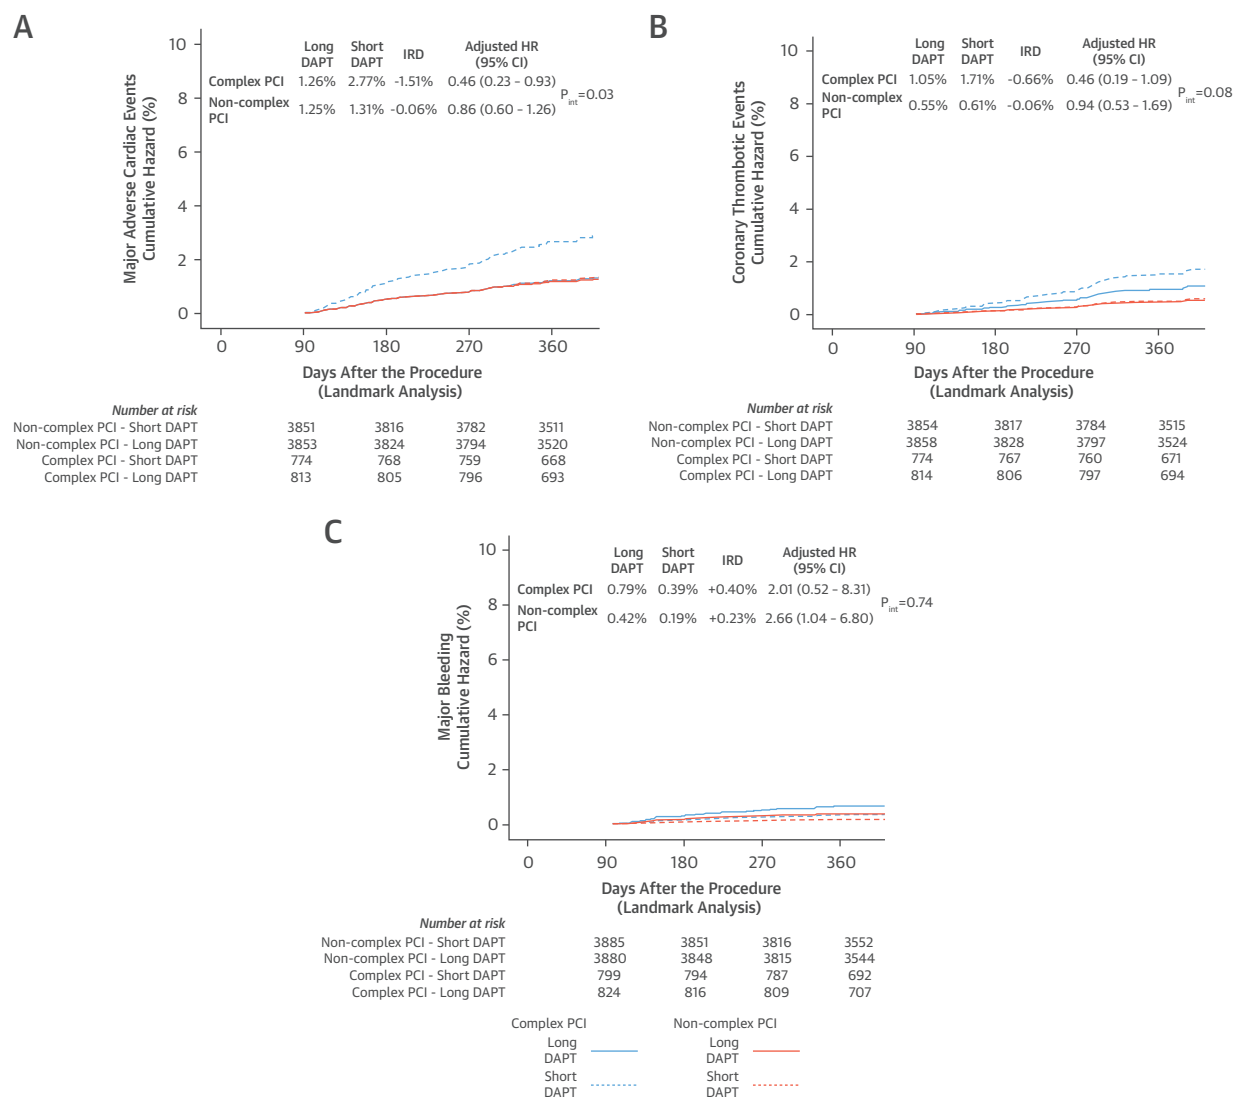 A
Major Adverse Cardiac Events
Cumulative Hazard (%)
10
8
6
4
2
0
Long DAPT Short DAPT IRD Adjusted HR (95% CI)
Complex PCI 1.26% 2.77% -1.51% 0.46 (0.23 – 0.93)
Non-complex PCI 1.25% 1.31% -0.06% 0.86 (0.60 – 1.26)
Pint=0.03
0 90 180 270 360
Days After the Procedure
(Landmark Analysis)
Number at risk
Non-complex PCI - Short DAPT 3851 3816 3782 3511
Non-complex PCI - Long DAPT 3853 3824 3794 3520
Complex PCI - Short DAPT 774 768 759 668
Complex PCI - Long DAPT 813 805 796 693
B
Coronary Thrombotic Events
Cumulative Hazard (%)
10
8
6
4
2
0
Long DAPT Short DAPT IRD Adjusted HR (95% CI)
Complex PCI 1.05% 1.71% -0.66% 0.46 (0.19 – 1.09)
Non-complex PCI 0.55% 0.61% -0.06% 0.94 (0.53 – 1.69)
Pint=0.08
0 90 180 270 360
Days After the Procedure
(Landmark Analysis)
Number at risk
Non-complex PCI - Short DAPT 3854 3817 3784 3515
Non-complex PCI - Long DAPT 3858 3828 3797 3524
Complex PCI - Short DAPT 774 767 760 671
Complex PCI - Long DAPT 814 806 797 694
C
Major Bleeding
Cumulative Hazard (%)
10
8
6
4
2
0
Long DAPT Short DAPT IRD Adjusted HR (95% CI)
Complex PCI 0.79% 0.39% +0.40% 2.01 (0.52 – 8.31)
Non-complex PCI 0.42% 0.19% +0.23% 2.66 (1.04 – 6.80)
Pint=0.74
0 90 180 270 360
Days After the Procedure
(Landmark Analysis)
Number at risk
Non-complex PCI - Short DAPT 3885 3851 3816 3552
Non-complex PCI - Long DAPT 3880 3848 3815 3544
Complex PCI - Short DAPT 799 794 787 692
Complex PCI - Long DAPT 824 816 809 707
Complex PCI Non-complex PCI
Long DAPT Long DAPT
Short DAPT Short DAPT